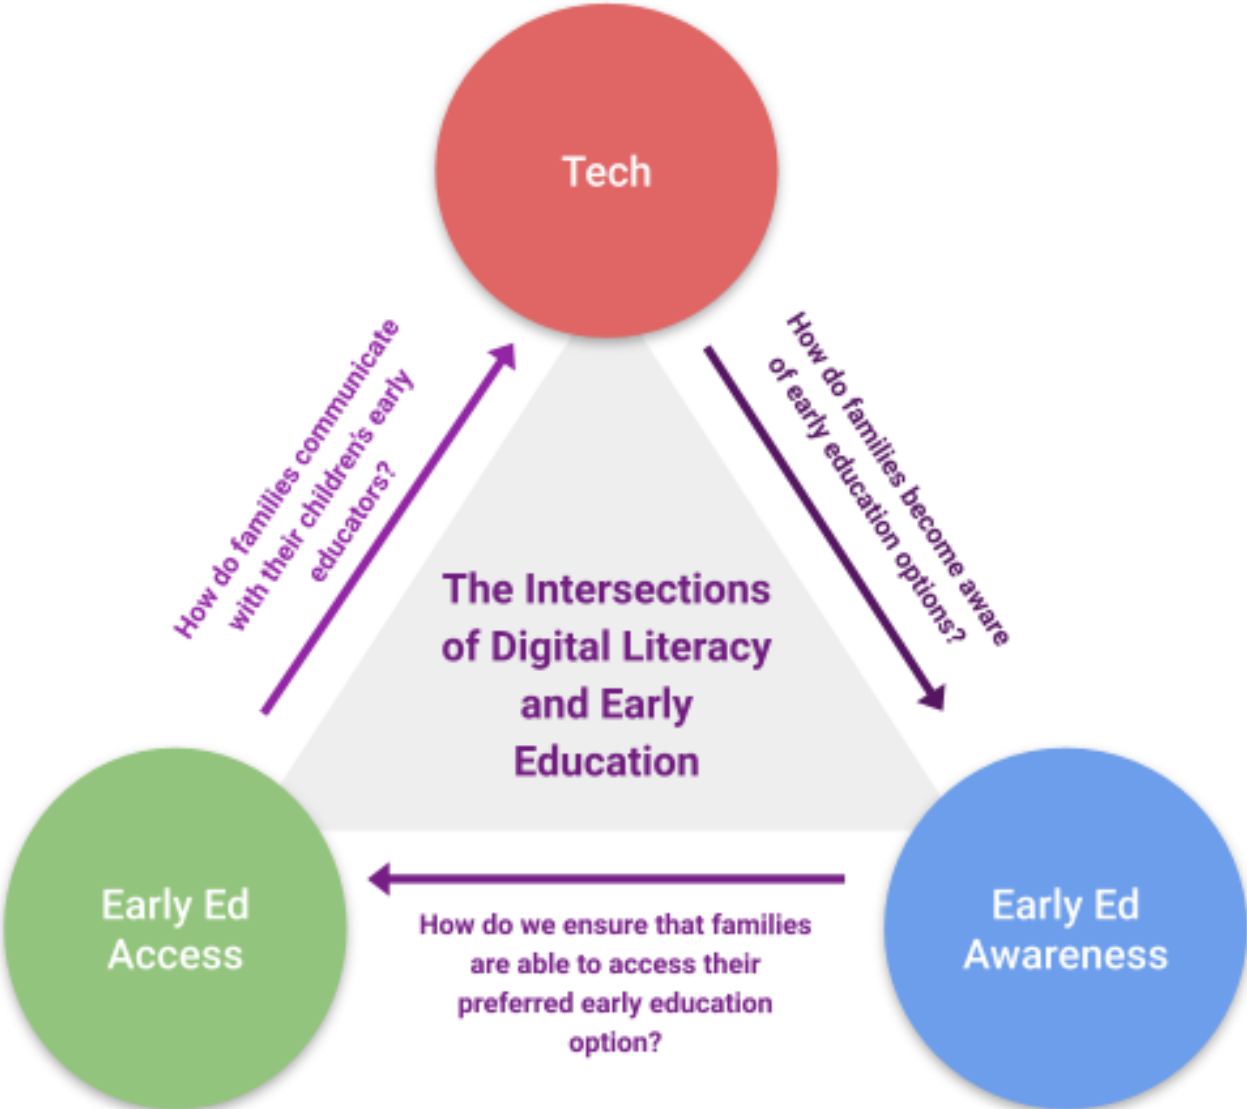 Tech
How do families communicate
with their children's early
educators?
How do families become aware
of early education options?
The Intersections
of Digital Literacy
and Early
Education
Early Ed
Access
Early Ed
Awareness
How do we ensure that families
are able to access their
preferred early education
option?